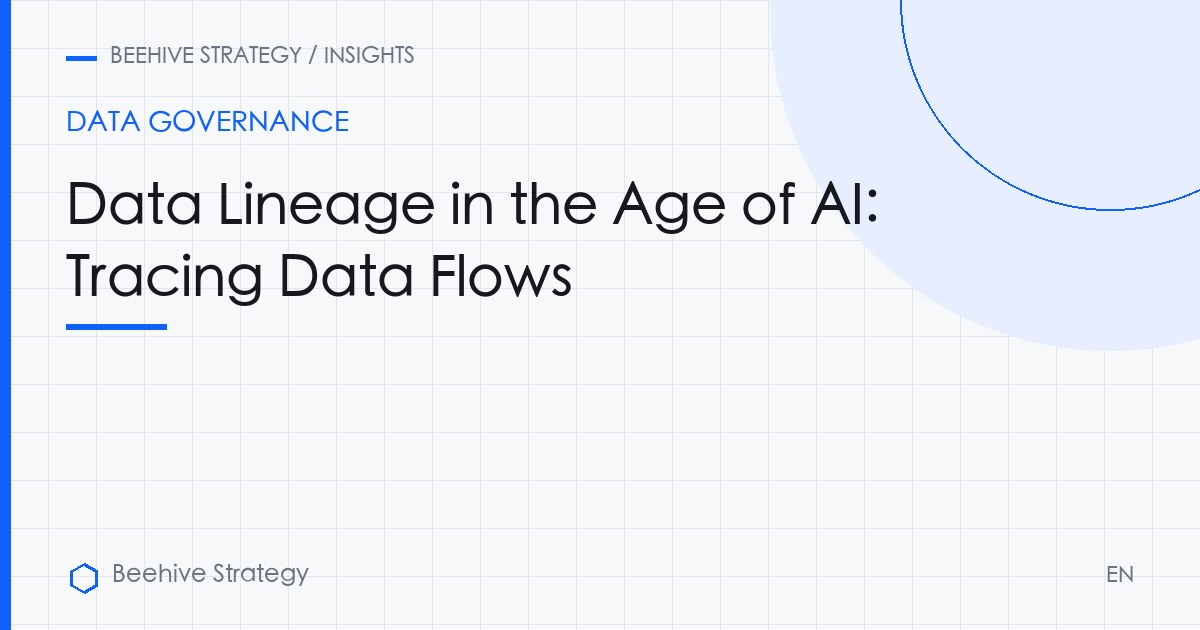 BEEHIVE STRATEGY / INSIGHTS
DATA GOVERNANCE
Data Lineage in the Age of AI:
Tracing Data Flows
Beehive Strategy
EN